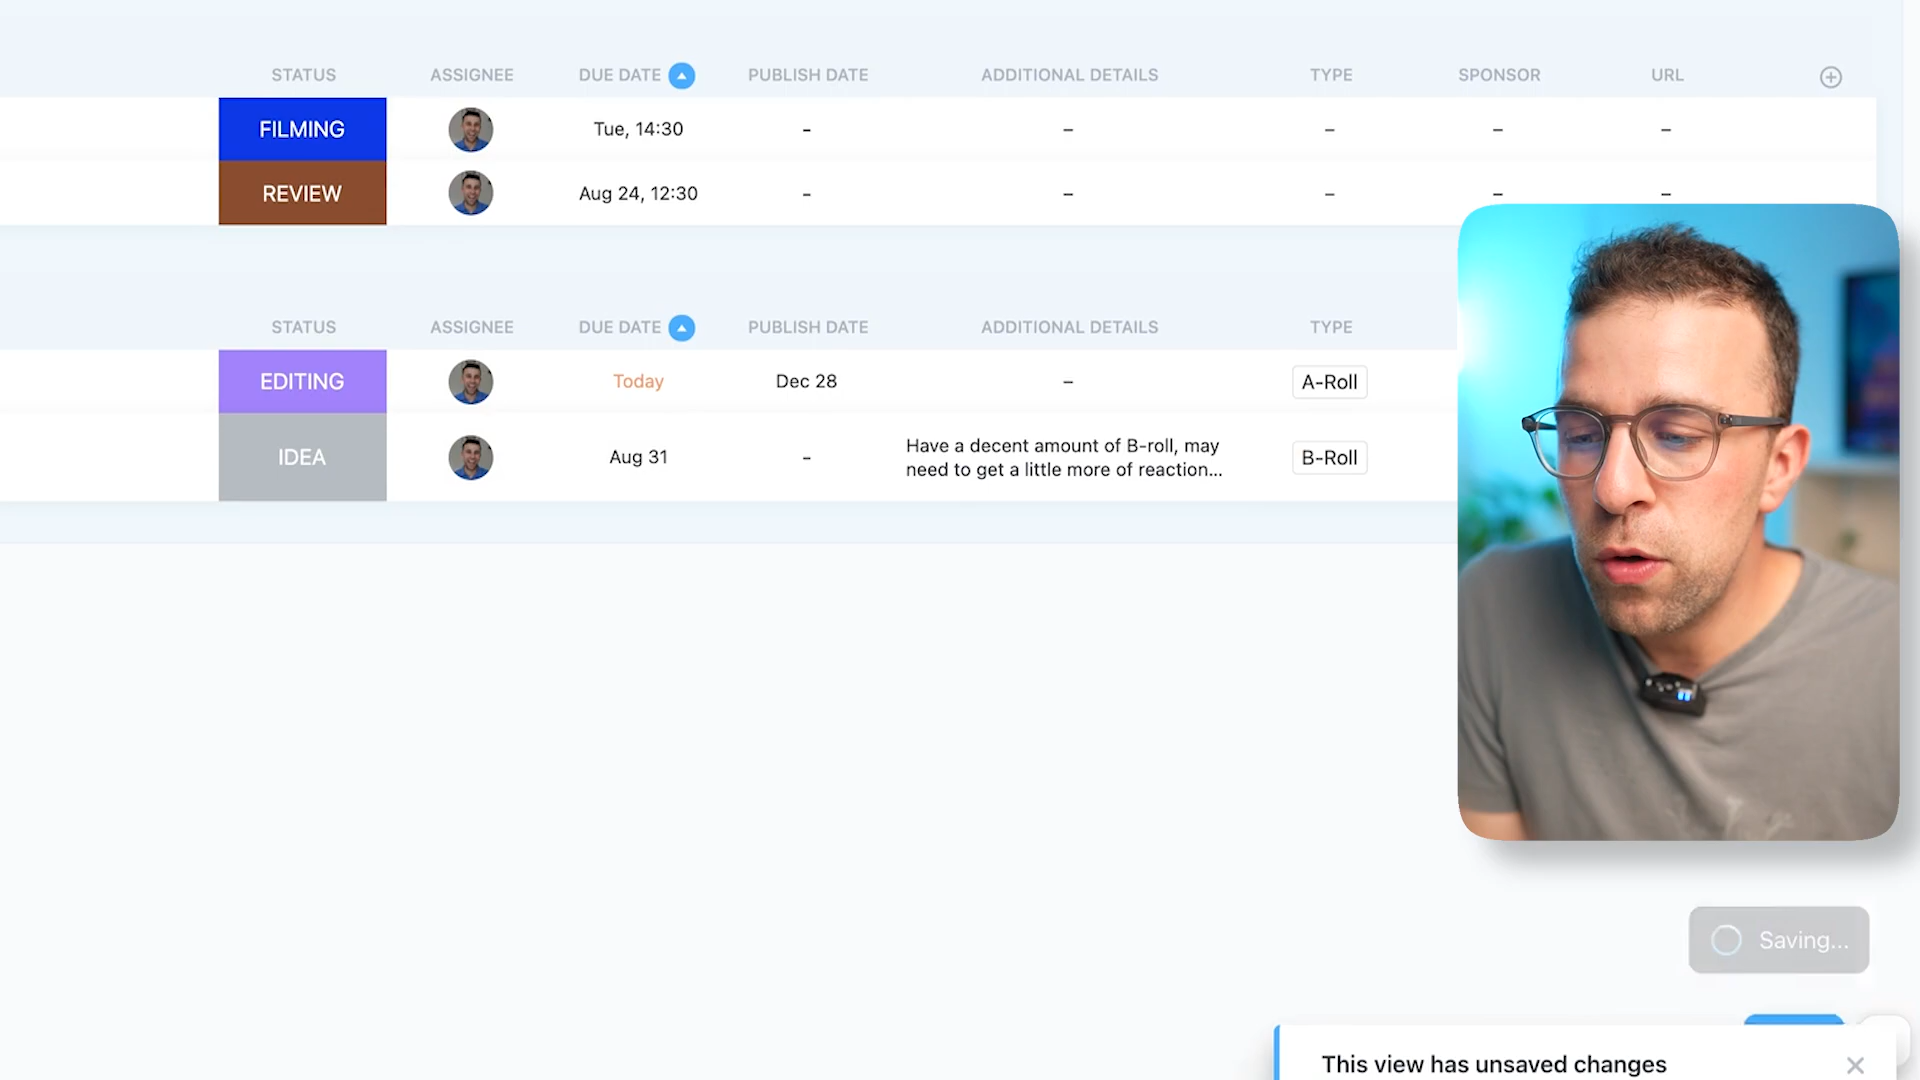 STATUS ASSIGNEE DUE DATE PUBLISH DATE ADDITIONAL DETAILS TYPE SPONSOR URL
FILMING Tue, 14:30 - – – – –
REVIEW Aug 24, 12:30 - – – – –
STATUS ASSIGNEE DUE DATE PUBLISH DATE ADDITIONAL DETAILS TYPE
EDITING Today Dec 28 – A-Roll
IDEA Aug 31 - Have a decent amount of B-roll, may
need to get a little more of reaction... B-Roll
Saving...
This view has unsaved changes